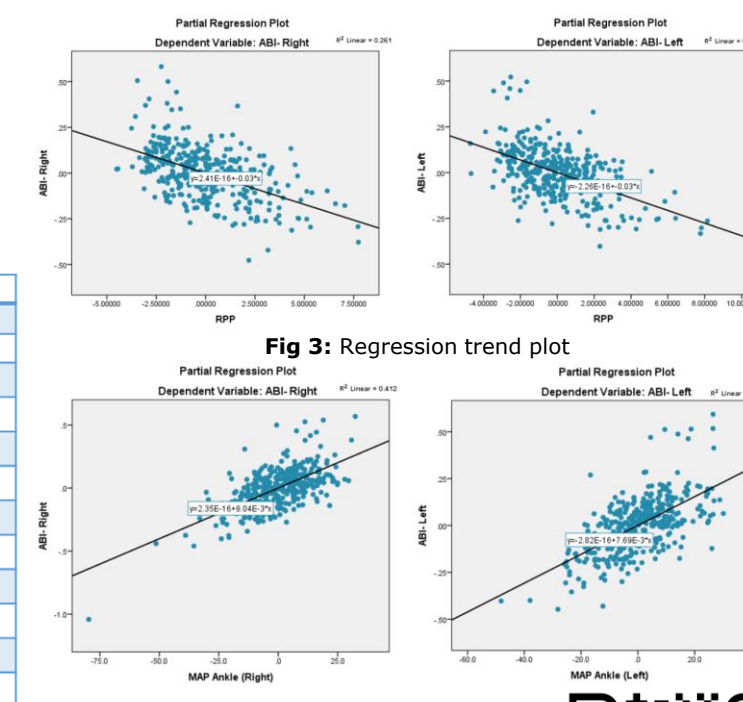 Partial Regression Plot
Dependent Variable: ABI- Right
R² Linear = 0.261
ABI- Right
.50
.25
.00
-.25
-.50
y=2.41E-16+-0.03*x
-5.00000 -2.50000 .00000 2.50000 5.00000 7.50000
RPP
Partial Regression Plot
Dependent Variable: ABI- Left
R² Linear =
ABI- Left
.50
.25
.00
-.25
-.50
y=-2.26E-16+-0.03*x
-4.00000 -2.00000 .00000 2.00000 4.00000 6.00000 8.00000
RPP
Fig 3: Regression trend plot
Partial Regression Plot
Dependent Variable: ABI- Right
R² Linear = 0.412
ABI- Right
.5
.0
-.5
-1.0
y=2.35E-16+8.04E-3*x
-75.0 -50.0 -25.0 .0 25.0
MAP Ankle (Right)
Partial Regression Plot
Dependent Variable: ABI- Left
R² Linear
ABI- Left
.50
.25
.00
-.25
-.50
y=-2.82E-16+7.69E-3*x
-60.0 -40.0 -20.0 .0 20.0
MAP Ankle (Left)